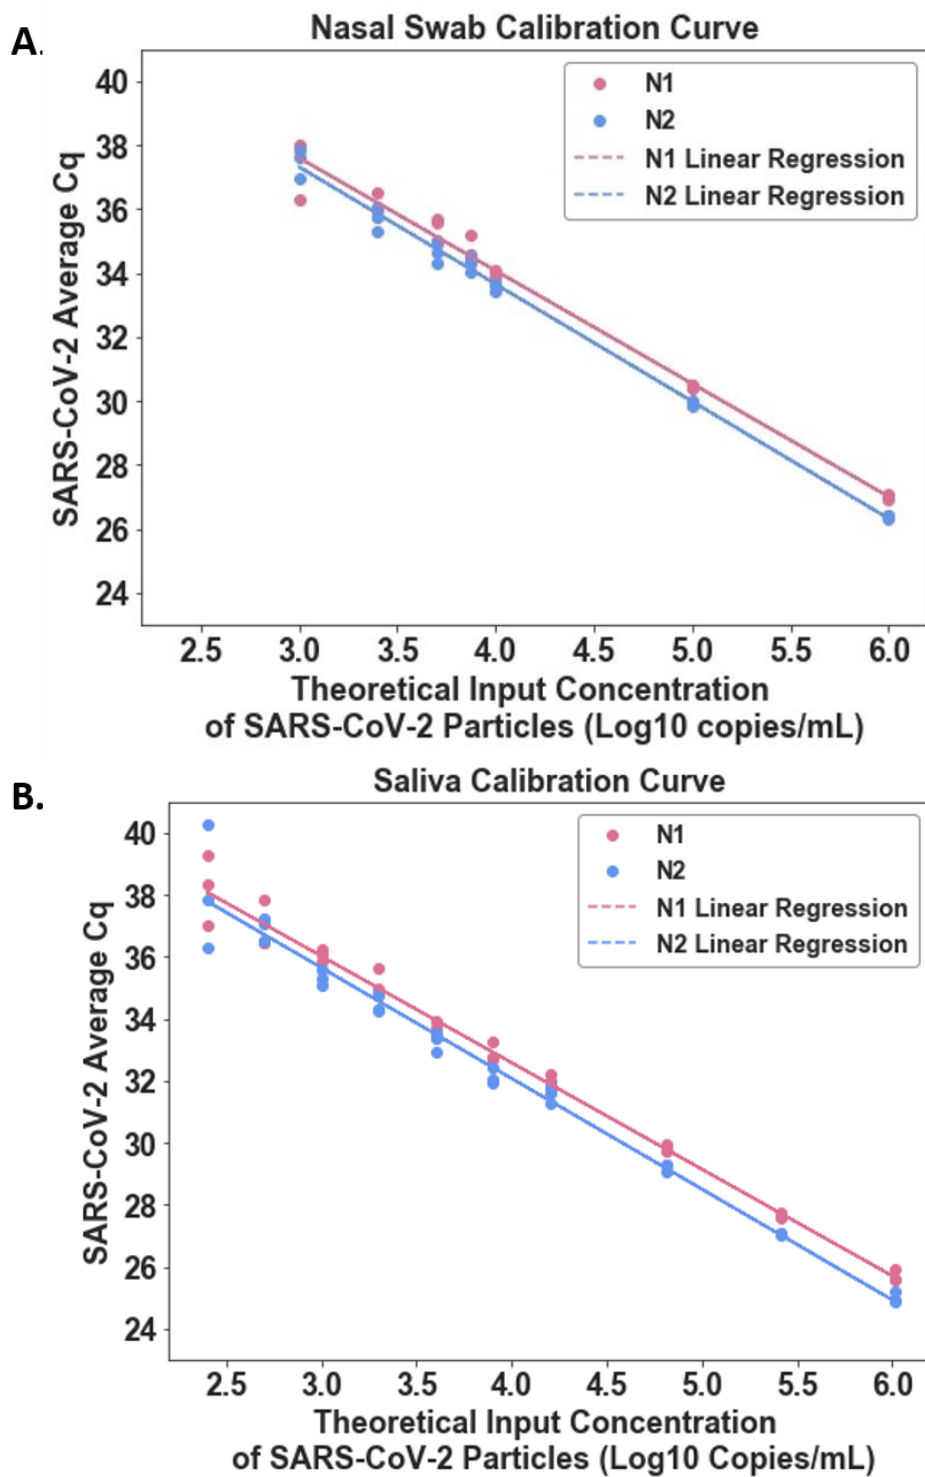 A.
Nasal Swab Calibration Curve
40
38
36
34
32
30
28
26
24
SARS-CoV-2 Average Cq
N1
N2
N1 Linear Regression
N2 Linear Regression
2.5 3.0 3.5 4.0 4.5 5.0 5.5 6.0
Theoretical Input Concentration
of SARS-CoV-2 Particles (Log10 copies/mL)
B.
Saliva Calibration Curve
40
38
36
34
32
30
28
26
24
SARS-CoV-2 Average Cq
N1
N2
N1 Linear Regression
N2 Linear Regression
2.5 3.0 3.5 4.0 4.5 5.0 5.5 6.0
Theoretical Input Concentration
of SARS-CoV-2 Particles (Log10 Copies/mL)